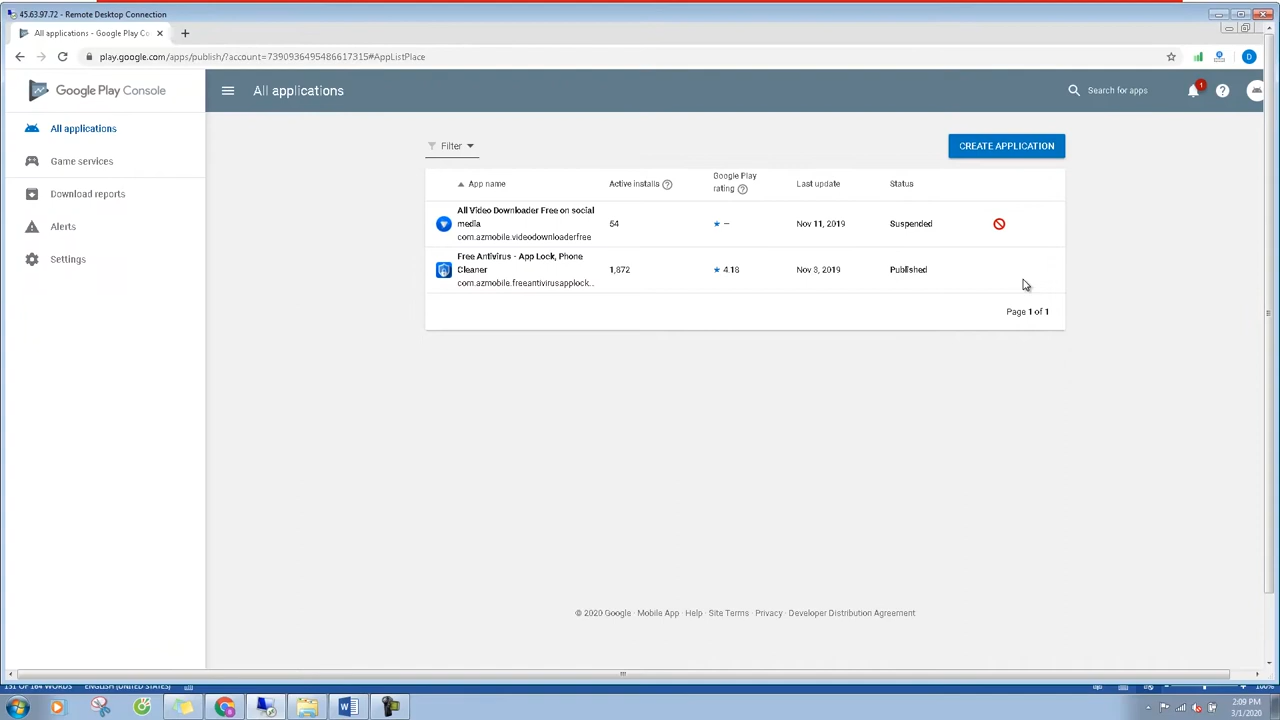 45.63.97.72 - Remote Desktop Connection
All applications - Google Play Co
play.google.com/apps/publish/?account=7390936495486617315#AppListPlace
D
Google Play Console
All applications
Search for apps
1
All applications
Game services
Download reports
Alerts
Settings
Filter
CREATE APPLICATION
App name
Active installs
Google Play
rating
Last update
Status
All Video Downloader Free on social
media
com.azmobile.videodownloaderfree
54
–
Nov 11, 2019
Suspended
Free Antivirus - App Lock, Phone
Cleaner
com.azmobile.freeantivirusapplock...
1,872
4.18
Nov 3, 2019
Published
Page 1 of 1
© 2020 Google · Mobile App · Help · Site Terms · Privacy · Developer Distribution Agreement
151 OF 164 WORDS
ENGLISH (UNITED STATES)
100%
2:09 PM
3/1/2020